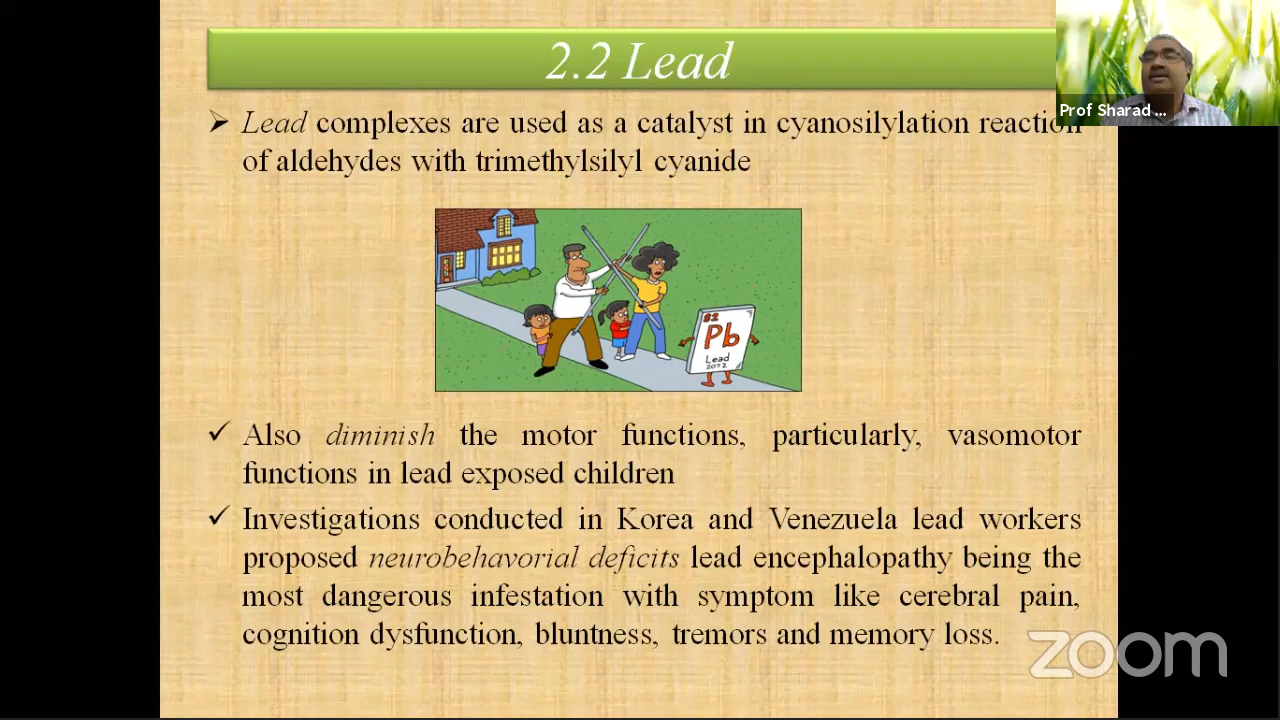 2.2 Lead
Prof Sharad ...
➢ Lead complexes are used as a catalyst in cyanosilylation reaction
of aldehydes with trimethylsilyl cyanide
82
Pb
Lead
207.2
✓ Also diminish the motor functions, particularly, vasomotor
functions in lead exposed children
✓ Investigations conducted in Korea and Venezuela lead workers
proposed neurobehavorial deficits lead encephalopathy being the
most dangerous infestation with symptom like cerebral pain,
cognition dysfunction, bluntness, tremors and memory loss.
zoom